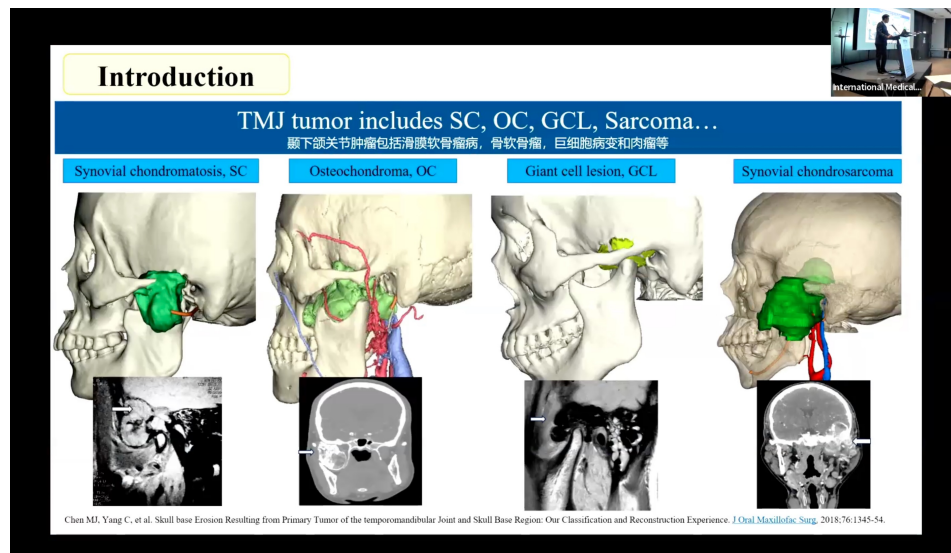 Introduction
International Medical...
TMJ tumor includes SC, OC, GCL, Sarcoma…
颞下颌关节肿瘤包括滑膜软骨瘤病，骨软骨瘤，巨细胞病变和肉瘤等
Synovial chondromatosis, SC
Osteochondroma, OC
Giant cell lesion, GCL
Synovial chondrosarcoma
Chen MJ, Yang C, et al. Skull base Erosion Resulting from Primary Tumor of the temporomandibular Joint and Skull Base Region: Our Classification and Reconstruction Experience. J Oral Maxillofac Surg, 2018;76:1345-54.